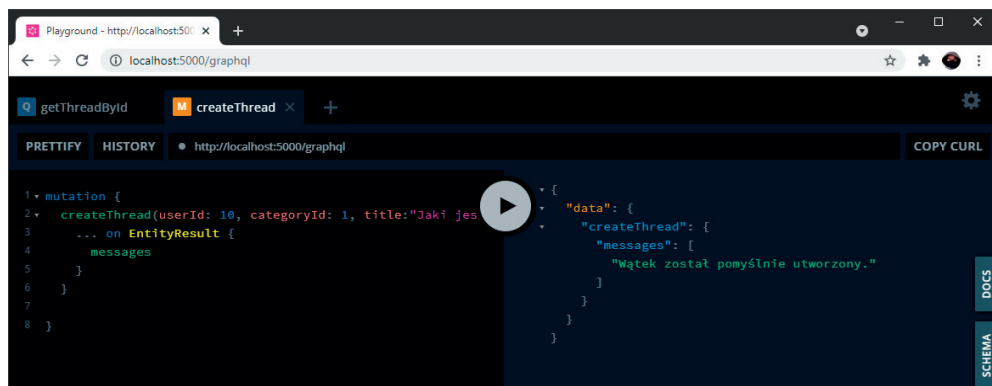 Playground - http://localhost:500
localhost:5000/graphql
Q getThreadById M createThread
PRETTIFY HISTORY http://localhost:5000/graphql COPY CURL
1 mutation {
2 createThread(userId: 10, categoryId: 1, title:"Jaki jes
3 ... on EntityResult {
4 messages
5 }
6 }
7
8 }
{
"data": {
"createThread": {
"messages": [
"Wątek został pomyślnie utworzony."
]
}
}
}
DOCS
SCHEMA